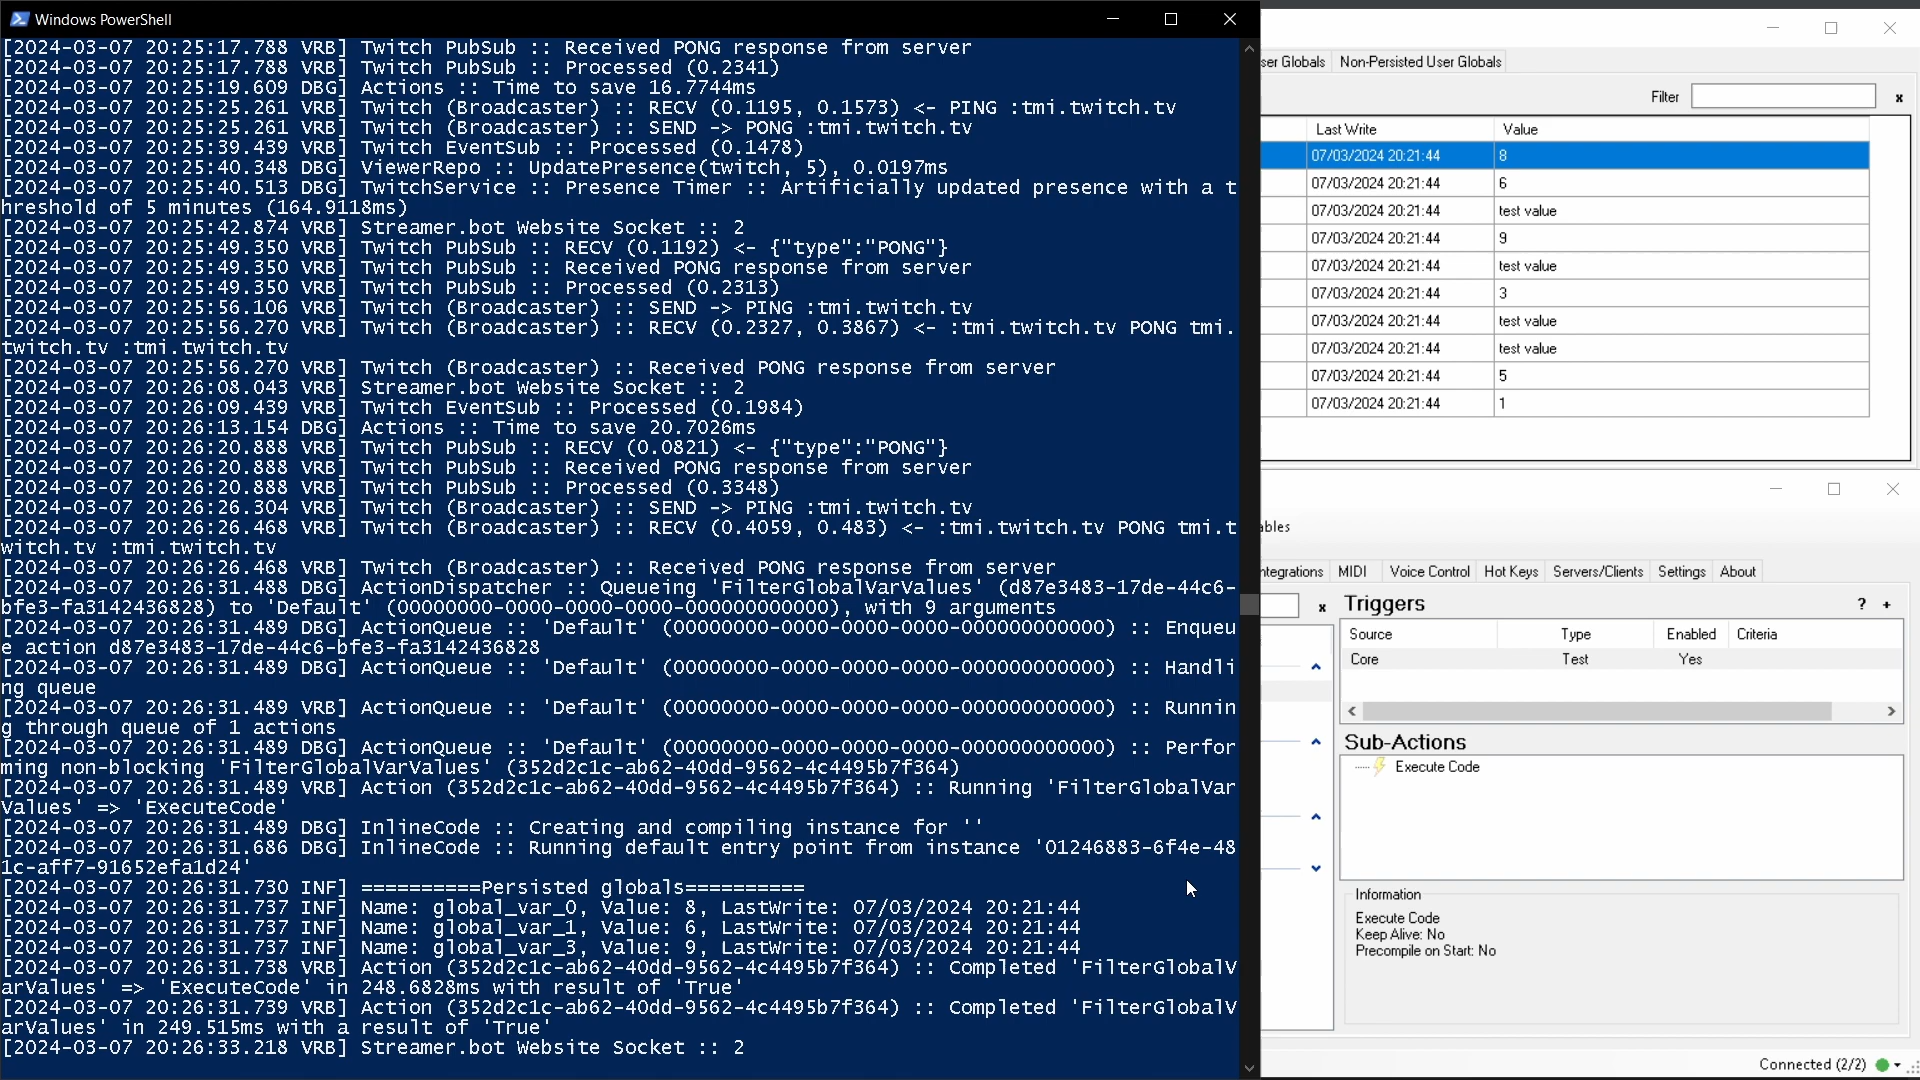 Windows PowerShell
[2024-03-07 20:25:17.788 VRB] Twitch PubSub :: Received PONG response from server
[2024-03-07 20:25:17.788 VRB] Twitch PubSub :: Processed (0.2341)
[2024-03-07 20:25:19.609 DBG] Actions :: Time to save 16.7744ms
[2024-03-07 20:25:25.261 VRB] Twitch (Broadcaster) :: RECV (0.1195, 0.1573) <- PING :tmi.twitch.tv
[2024-03-07 20:25:25.261 VRB] Twitch (Broadcaster) :: SEND -> PONG :tmi.twitch.tv
[2024-03-07 20:25:39.439 VRB] Twitch EventSub :: Processed (0.1478)
[2024-03-07 20:25:40.348 DBG] ViewerRepo :: UpdatePresence(twitch, 5), 0.0197ms
[2024-03-07 20:25:40.513 DBG] TwitchService :: Presence Timer :: Artificially updated presence with a t
hreshold of 5 minutes (164.9118ms)
[2024-03-07 20:25:42.874 VRB] Streamer.bot Website Socket :: 2
[2024-03-07 20:25:49.350 VRB] Twitch PubSub :: RECV (0.1192) <- {"type":"PONG"}
[2024-03-07 20:25:49.350 VRB] Twitch PubSub :: Received PONG response from server
[2024-03-07 20:25:49.350 VRB] Twitch PubSub :: Processed (0.2313)
[2024-03-07 20:25:56.106 VRB] Twitch (Broadcaster) :: SEND -> PING :tmi.twitch.tv
[2024-03-07 20:25:56.270 VRB] Twitch (Broadcaster) :: RECV (0.2327, 0.3867) <- :tmi.twitch.tv PONG tmi.
twitch.tv :tmi.twitch.tv
[2024-03-07 20:25:56.270 VRB] Twitch (Broadcaster) :: Received PONG response from server
[2024-03-07 20:26:08.043 VRB] Streamer.bot Website Socket :: 2
[2024-03-07 20:26:09.439 VRB] Twitch EventSub :: Processed (0.1984)
[2024-03-07 20:26:13.154 DBG] Actions :: Time to save 20.7026ms
[2024-03-07 20:26:20.888 VRB] Twitch PubSub :: RECV (0.0821) <- {"type":"PONG"}
[2024-03-07 20:26:20.888 VRB] Twitch PubSub :: Received PONG response from server
[2024-03-07 20:26:20.888 VRB] Twitch PubSub :: Processed (0.3348)
[2024-03-07 20:26:26.304 VRB] Twitch (Broadcaster) :: SEND -> PING :tmi.twitch.tv
[2024-03-07 20:26:26.468 VRB] Twitch (Broadcaster) :: RECV (0.4059, 0.483) <- :tmi.twitch.tv PONG tmi.t
witch.tv :tmi.twitch.tv
[2024-03-07 20:26:26.468 VRB] Twitch (Broadcaster) :: Received PONG response from server
[2024-03-07 20:26:31.488 DBG] ActionDispatcher :: Queueing 'FilterGlobalVarValues' (d87e3483-17de-44c6-
bfe3-fa3142436828) to 'Default' (00000000-0000-0000-0000-000000000000), with 9 arguments
[2024-03-07 20:26:31.489 DBG] ActionQueue :: 'Default' (00000000-0000-0000-0000-000000000000) :: Enqueu
e action d87e3483-17de-44c6-bfe3-fa3142436828
[2024-03-07 20:26:31.489 DBG] ActionQueue :: 'Default' (00000000-0000-0000-0000-000000000000) :: Handli
ng queue
[2024-03-07 20:26:31.489 VRB] ActionQueue :: 'Default' (00000000-0000-0000-0000-000000000000) :: Runnin
g through queue of 1 actions
[2024-03-07 20:26:31.489 DBG] ActionQueue :: 'Default' (00000000-0000-0000-0000-000000000000) :: Perfor
ming non-blocking 'FilterGlobalVarValues' (352d2c1c-ab62-40dd-9562-4c4495b7f364)
[2024-03-07 20:26:31.489 VRB] Action (352d2c1c-ab62-40dd-9562-4c4495b7f364) :: Running 'FilterGlobalVar
Values' => 'ExecuteCode'
[2024-03-07 20:26:31.489 DBG] InlineCode :: Creating and compiling instance for ''
[2024-03-07 20:26:31.686 DBG] InlineCode :: Running default entry point from instance '01246883-6f4e-48
1c-aff7-91652efa1d24'
[2024-03-07 20:26:31.730 INF] ==========Persisted globals==========
[2024-03-07 20:26:31.737 INF] Name: global_var_0, Value: 8, LastWrite: 07/03/2024 20:21:44
[2024-03-07 20:26:31.737 INF] Name: global_var_1, Value: 6, LastWrite: 07/03/2024 20:21:44
[2024-03-07 20:26:31.737 INF] Name: global_var_3, Value: 9, LastWrite: 07/03/2024 20:21:44
[2024-03-07 20:26:31.738 VRB] Action (352d2c1c-ab62-40dd-9562-4c4495b7f364) :: Completed 'FilterGlobalV
arValues' => 'ExecuteCode' in 248.6828ms with result of 'True'
[2024-03-07 20:26:31.739 VRB] Action (352d2c1c-ab62-40dd-9562-4c4495b7f364) :: Completed 'FilterGlobalV
arValues' in 249.515ms with a result of 'True'
[2024-03-07 20:26:33.218 VRB] Streamer.bot Website Socket :: 2
ser Globals Non-Persisted User Globals
Filter x
Last Write Value
07/03/2024 20:21:44 8
07/03/2024 20:21:44 6
07/03/2024 20:21:44 test value
07/03/2024 20:21:44 9
07/03/2024 20:21:44 test value
07/03/2024 20:21:44 3
07/03/2024 20:21:44 test value
07/03/2024 20:21:44 test value
07/03/2024 20:21:44 5
07/03/2024 20:21:44 1
ables
ntegrations MIDI Voice Control Hot Keys Servers/Clients Settings About
x Triggers ? +
Source Type Enabled Criteria
Core Test Yes
Sub-Actions
Execute Code
Information
Execute Code
Keep Alive: No
Precompile on Start: No
Connected (2/2)